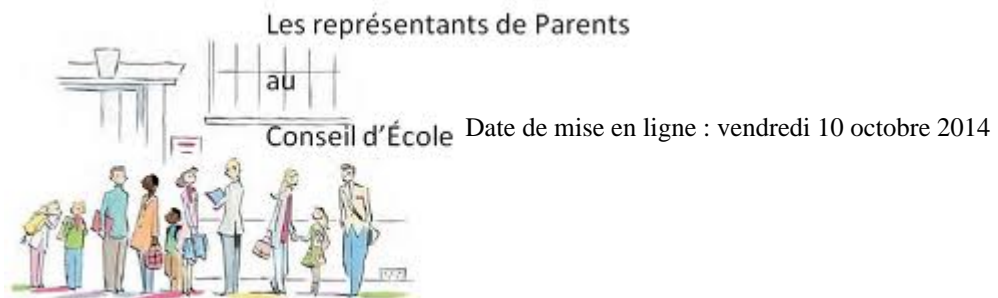 Les représentants de Parents
au
Conseil d'École
Date de mise en ligne : vendredi 10 octobre 2014